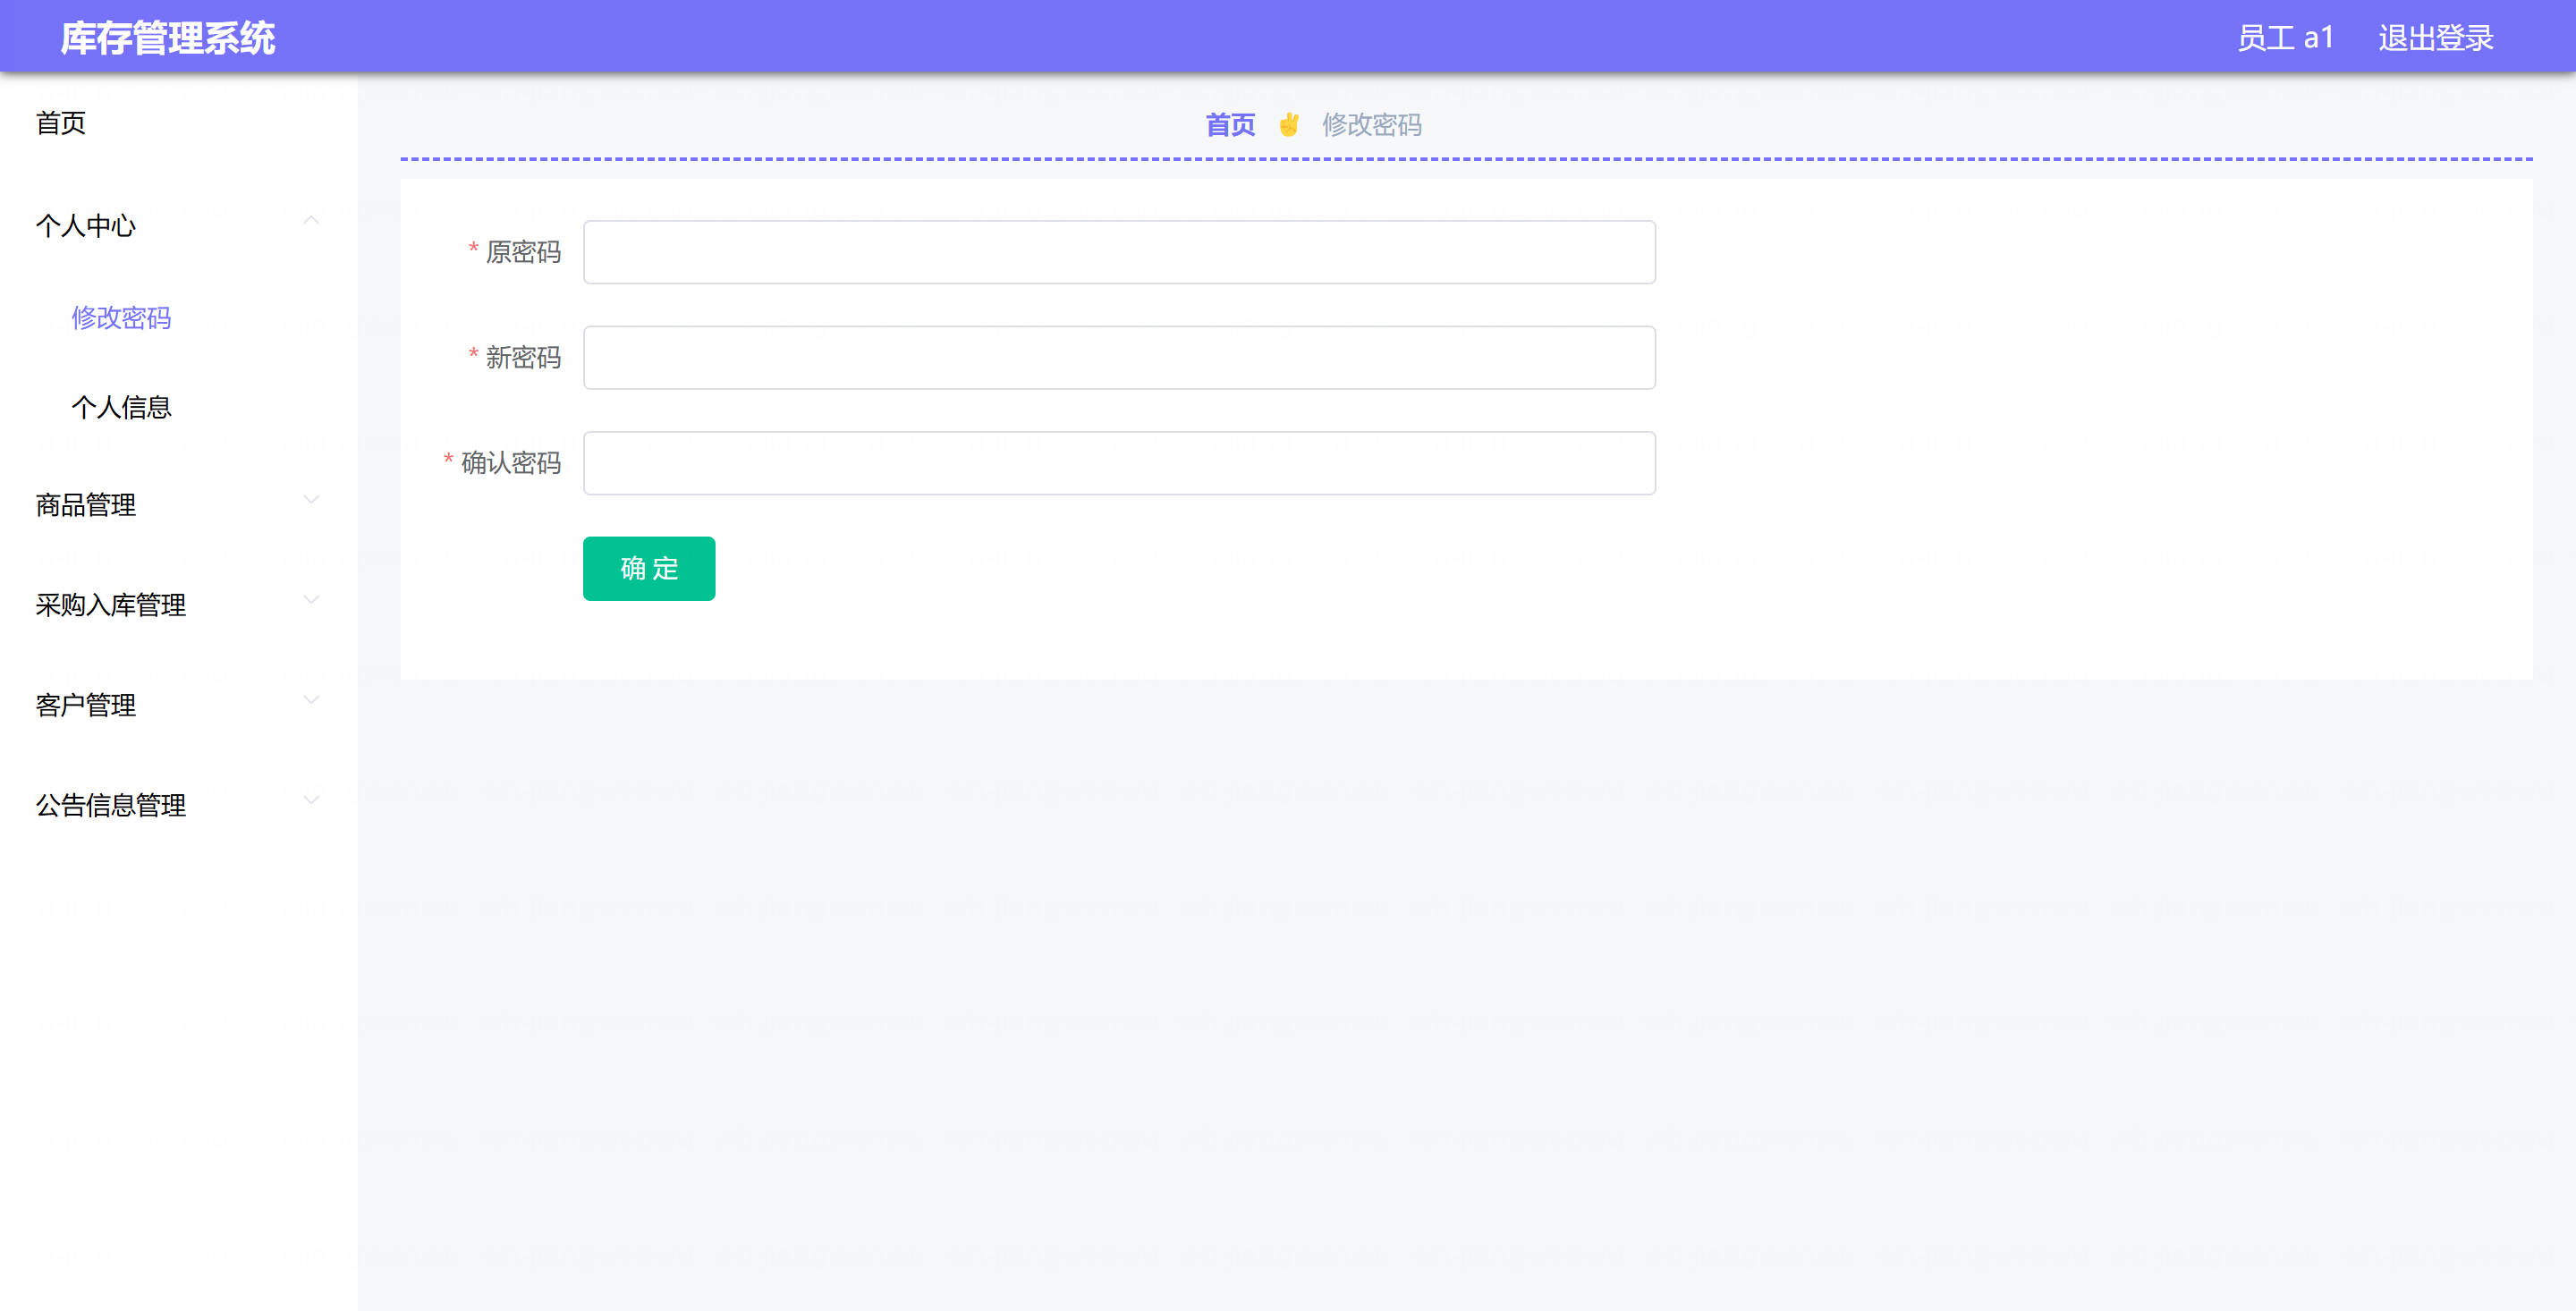 库存管理系统
员工 a1 退出登录
首页
个人中心
修改密码
个人信息
商品管理
采购入库管理
客户管理
公告信息管理
首页 ✌ 修改密码
* 原密码
* 新密码
* 确认密码
确 定